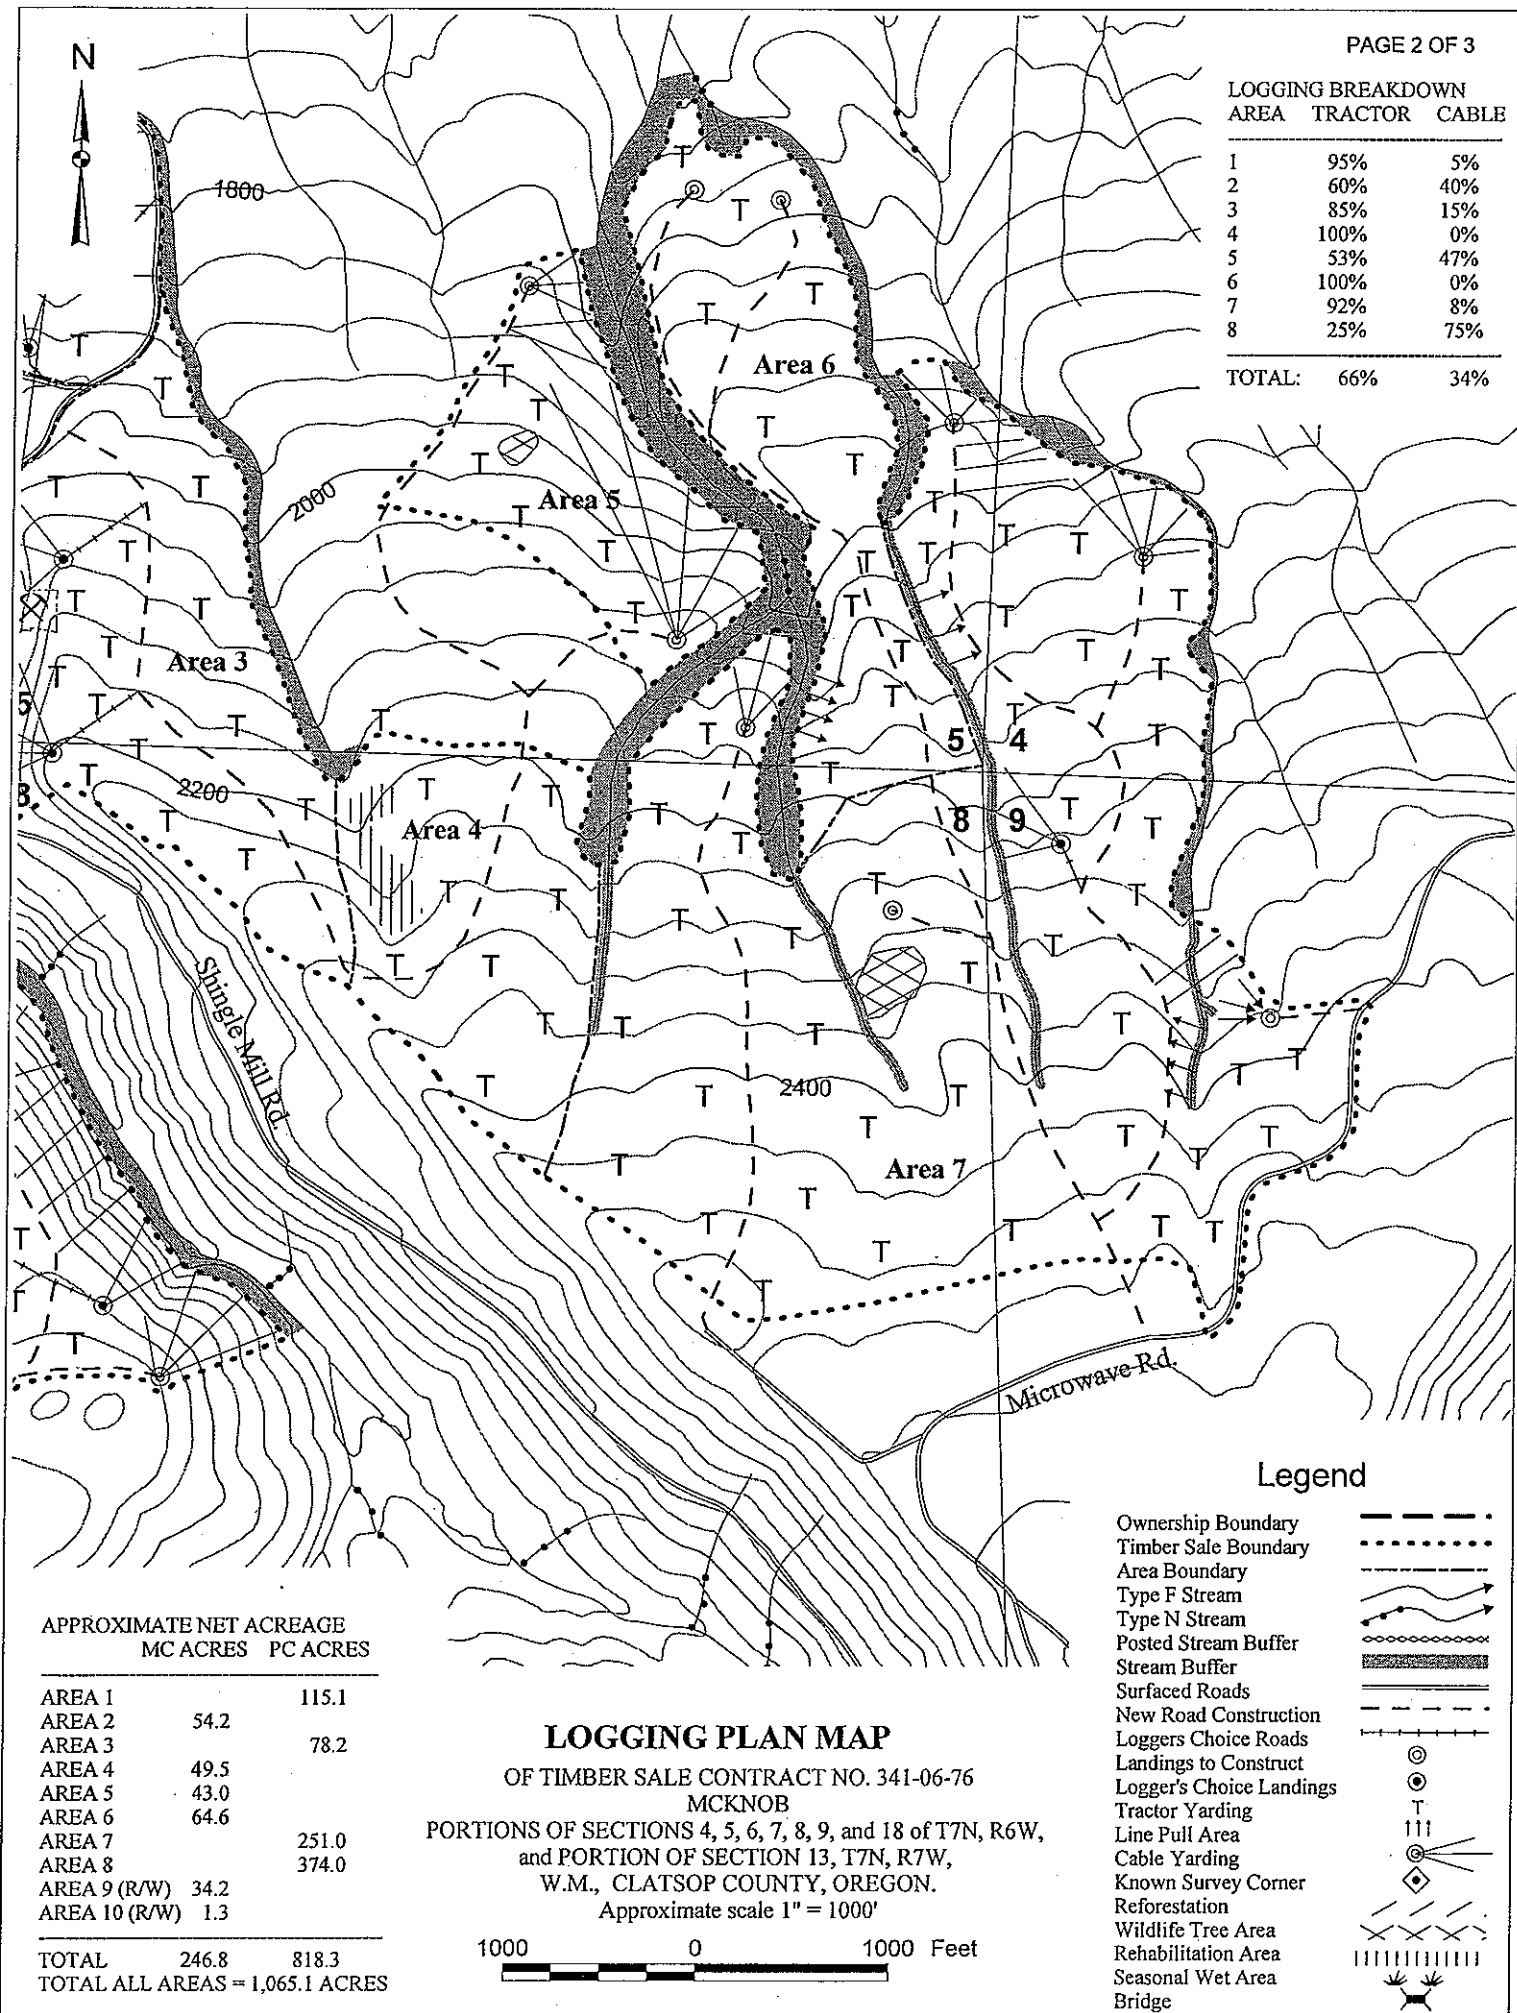 PAGE 2 OF 3
N
LOGGING BREAKDOWN
AREA TRACTOR CABLE
1 95% 5%
2 60% 40%
3 85% 15%
4 100% 0%
5 53% 47%
6 100% 0%
7 92% 8%
8 25% 75%
TOTAL: 66% 34%
1800
Area 6
2000
Area 5
Area 3
5
5 4
8
2200
Area 4
8 9
Shingle Mill Rd.
2400
Area 7
Microwave Rd.
Legend
Ownership Boundary
Timber Sale Boundary
Area Boundary
Type F Stream
Type N Stream
Posted Stream Buffer
Stream Buffer
Surfaced Roads
New Road Construction
Loggers Choice Roads
Landings to Construct
Logger's Choice Landings
Tractor Yarding T
Line Pull Area
Cable Yarding
Known Survey Corner
Reforestation
Wildlife Tree Area
Rehabilitation Area
Seasonal Wet Area
Bridge
APPROXIMATE NET ACREAGE
MC ACRES PC ACRES
AREA 1 115.1
AREA 2 54.2
AREA 3 78.2
AREA 4 49.5
AREA 5 43.0
AREA 6 64.6
AREA 7 251.0
AREA 8 374.0
AREA 9 (R/W) 34.2
AREA 10 (R/W) 1.3
TOTAL 246.8 818.3
TOTAL ALL AREAS = 1,065.1 ACRES
LOGGING PLAN MAP
OF TIMBER SALE CONTRACT NO. 341-06-76
MCKNOB
PORTIONS OF SECTIONS 4, 5, 6, 7, 8, 9, and 18 of T7N, R6W,
and PORTION OF SECTION 13, T7N, R7W,
W.M., CLATSOP COUNTY, OREGON.
Approximate scale 1" = 1000'
1000 0 1000 Feet